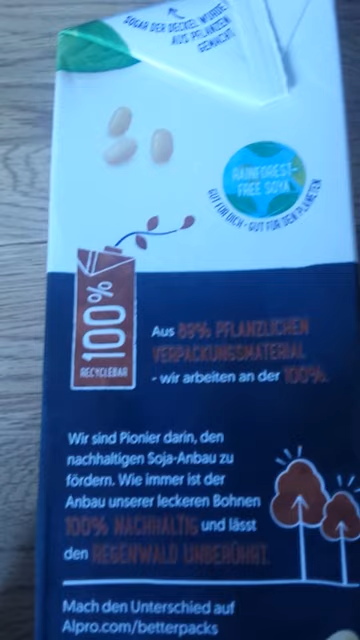 SOGAR DER DECKEL WURDE
AUS PFLANZEN
GEMACHT
RAINFOREST-
FREE SOYA
GUT FÜR DICH · GUT FÜR DEN PLANETEN
100%
RECYCLEBAR
Aus 89% PFLANZLICHEN
VERPACKUNGSMATERIAL
- wir arbeiten an der 100%.
Wir sind Pionier darin, den
nachhaltigen Soja-Anbau zu
fördern. Wie immer ist der
Anbau unserer leckeren Bohnen
100% NACHHALTIG und lässt
den REGENWALD UNBERÜHRT.
Mach den Unterschied auf
Alpro.com/betterpacks